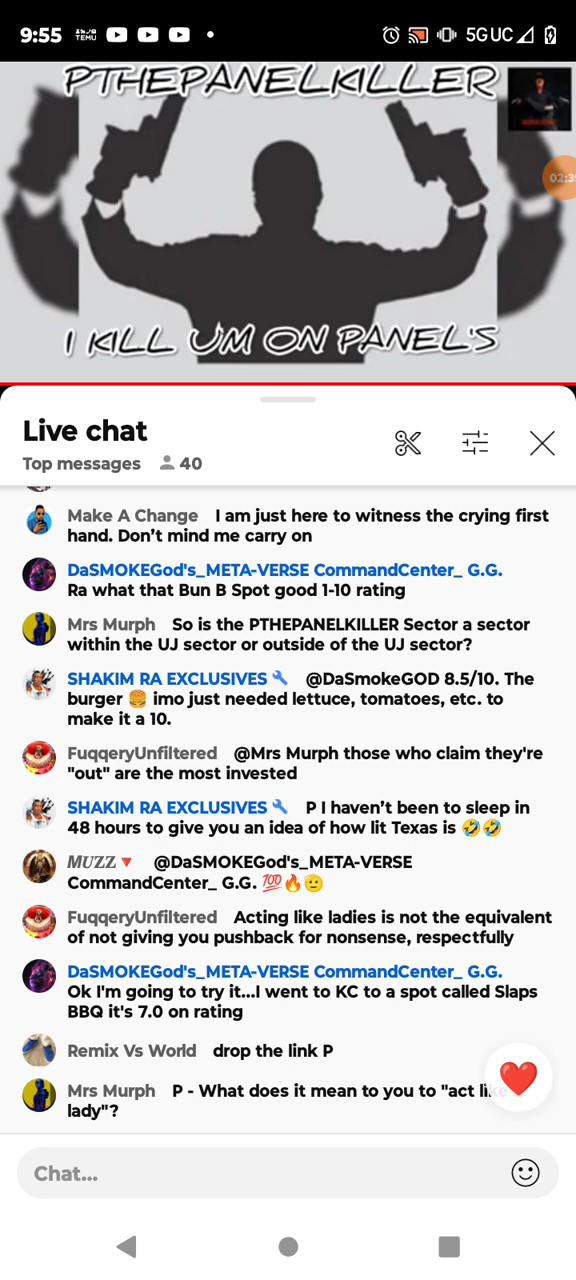 9:55 TEMU 5G UC
PTHEPANELKILLER
02:3
I KILL UM ON PANEL'S
Live chat
Top messages 40
Make A Change I am just here to witness the crying first
hand. Don’t mind me carry on
DaSMOKEGod's_META-VERSE CommandCenter_ G.G.
Ra what that Bun B Spot good 1-10 rating
Mrs Murph So is the PTHEPANELKILLER Sector a sector
within the UJ sector or outside of the UJ sector?
SHAKIM RA EXCLUSIVES🔧 @DaSmokeGOD 8.5/10. The
burger 🍔 imo just needed lettuce, tomatoes, etc. to
make it a 10.
FuqqeryUnfiltered @Mrs Murph those who claim they're
"out" are the most invested
SHAKIM RA EXCLUSIVES🔧 P I haven’t been to sleep in
48 hours to give you an idea of how lit Texas is 🤣🤣
𝑴𝑼𝒁𝒁🔻 @DaSMOKEGod's_META-VERSE
CommandCenter_ G.G. 💯🔥🫡
FuqqeryUnfiltered Acting like ladies is not the equivalent
of not giving you pushback for nonsense, respectfully
DaSMOKEGod's_META-VERSE CommandCenter_ G.G.
Ok I'm going to try it...I went to KC to a spot called Slaps
BBQ it's 7.0 on rating
Remix Vs World drop the link P
Mrs Murph P - What does it mean to you to "act like
lady"?
Chat...